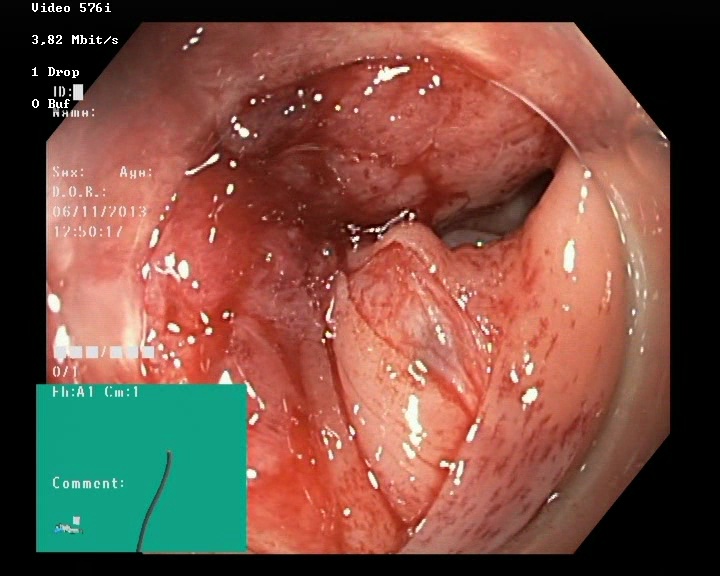 Video 576i
3,82 Mbit/s
1 Drop
ID:
0 Buf
Name:
Sex: Age:
D.O.B.:
06/11/2013
12:50:17
0/1
Eh:A1 Cm:1
Comment: